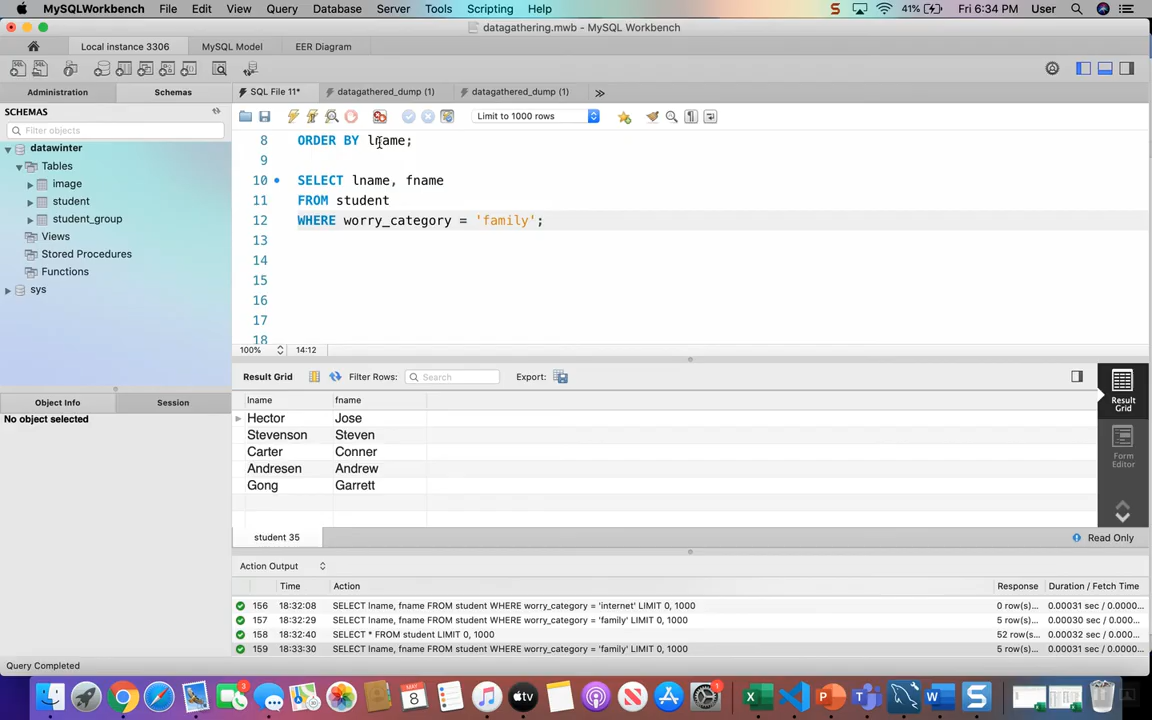 MySQLWorkbench File Edit View Query Database Server Tools Scripting Help
S 41% Fri 6:34 PM User
datagathering.mwb - MySQL Workbench
Local instance 3306 MySQL Model EER Diagram
Administration Schemas SQL File 11* datagathered_dump (1) datagathered_dump (1)
SCHEMAS
Filter objects
Limit to 1000 rows
datawinter
Tables
image
student
student_group
Views
Stored Procedures
Functions
sys
8 ORDER BY lname;
9
10 SELECT lname, fname
11 FROM student
12 WHERE worry_category = 'family';
13
14
15
16
17
18
100% 14:12
Result Grid Filter Rows: Search Export:
lname fname
Hector Jose
Stevenson Steven
Carter Conner
Andresen Andrew
Gong Garrett
Result Grid
Form Editor
Object Info Session
No object selected
student 35 Read Only
Action Output
Time Action Response Duration / Fetch Time
156 18:32:08 SELECT lname, fname FROM student WHERE worry_category = 'internet' LIMIT 0, 1000 0 row(s)... 0.00031 sec / 0.0000...
157 18:32:29 SELECT lname, fname FROM student WHERE worry_category = 'family' LIMIT 0, 1000 5 row(s)... 0.00030 sec / 0.0000...
158 18:32:40 SELECT * FROM student LIMIT 0, 1000 52 row(s)... 0.00032 sec / 0.0000...
159 18:33:30 SELECT lname, fname FROM student WHERE worry_category = 'family' LIMIT 0, 1000 5 row(s)... 0.00031 sec / 0.0000...
Query Completed
3 MAY 8 tv 1 X P T W S